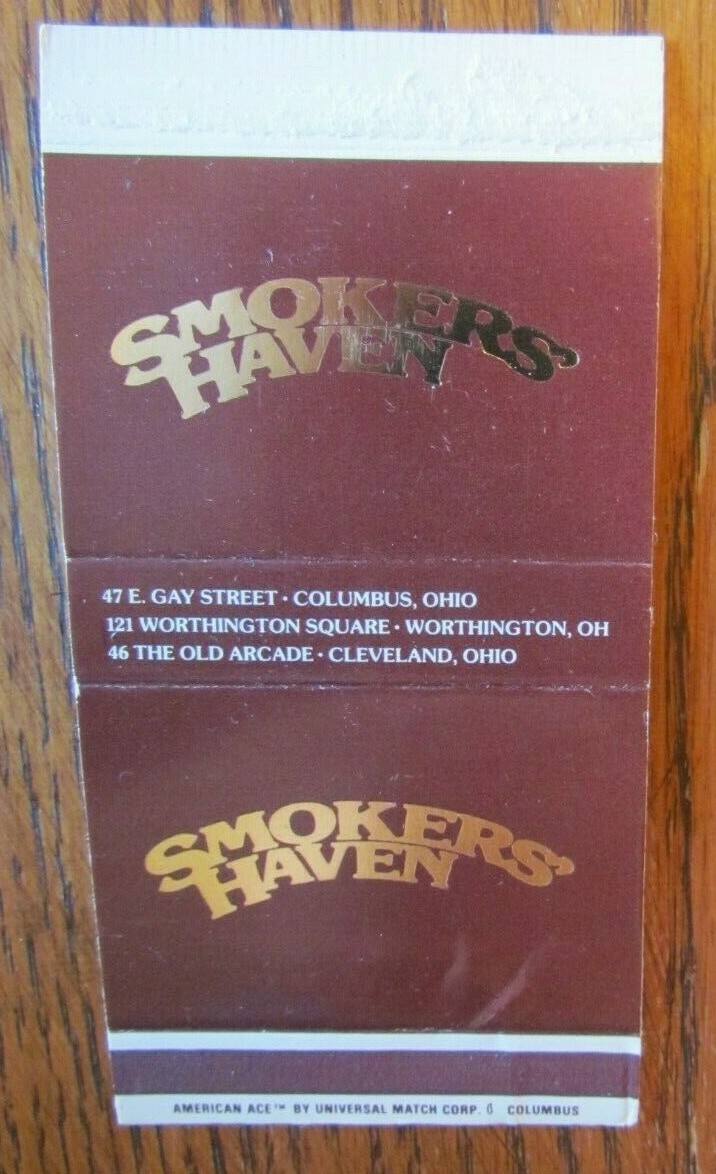 SMOKERS'
HAVEN
47 E. GAY STREET • COLUMBUS, OHIO
121 WORTHINGTON SQUARE • WORTHINGTON, OH
46 THE OLD ARCADE • CLEVELAND, OHIO
SMOKERS'
HAVEN
AMERICAN ACE™ BY UNIVERSAL MATCH CORP. COLUMBUS